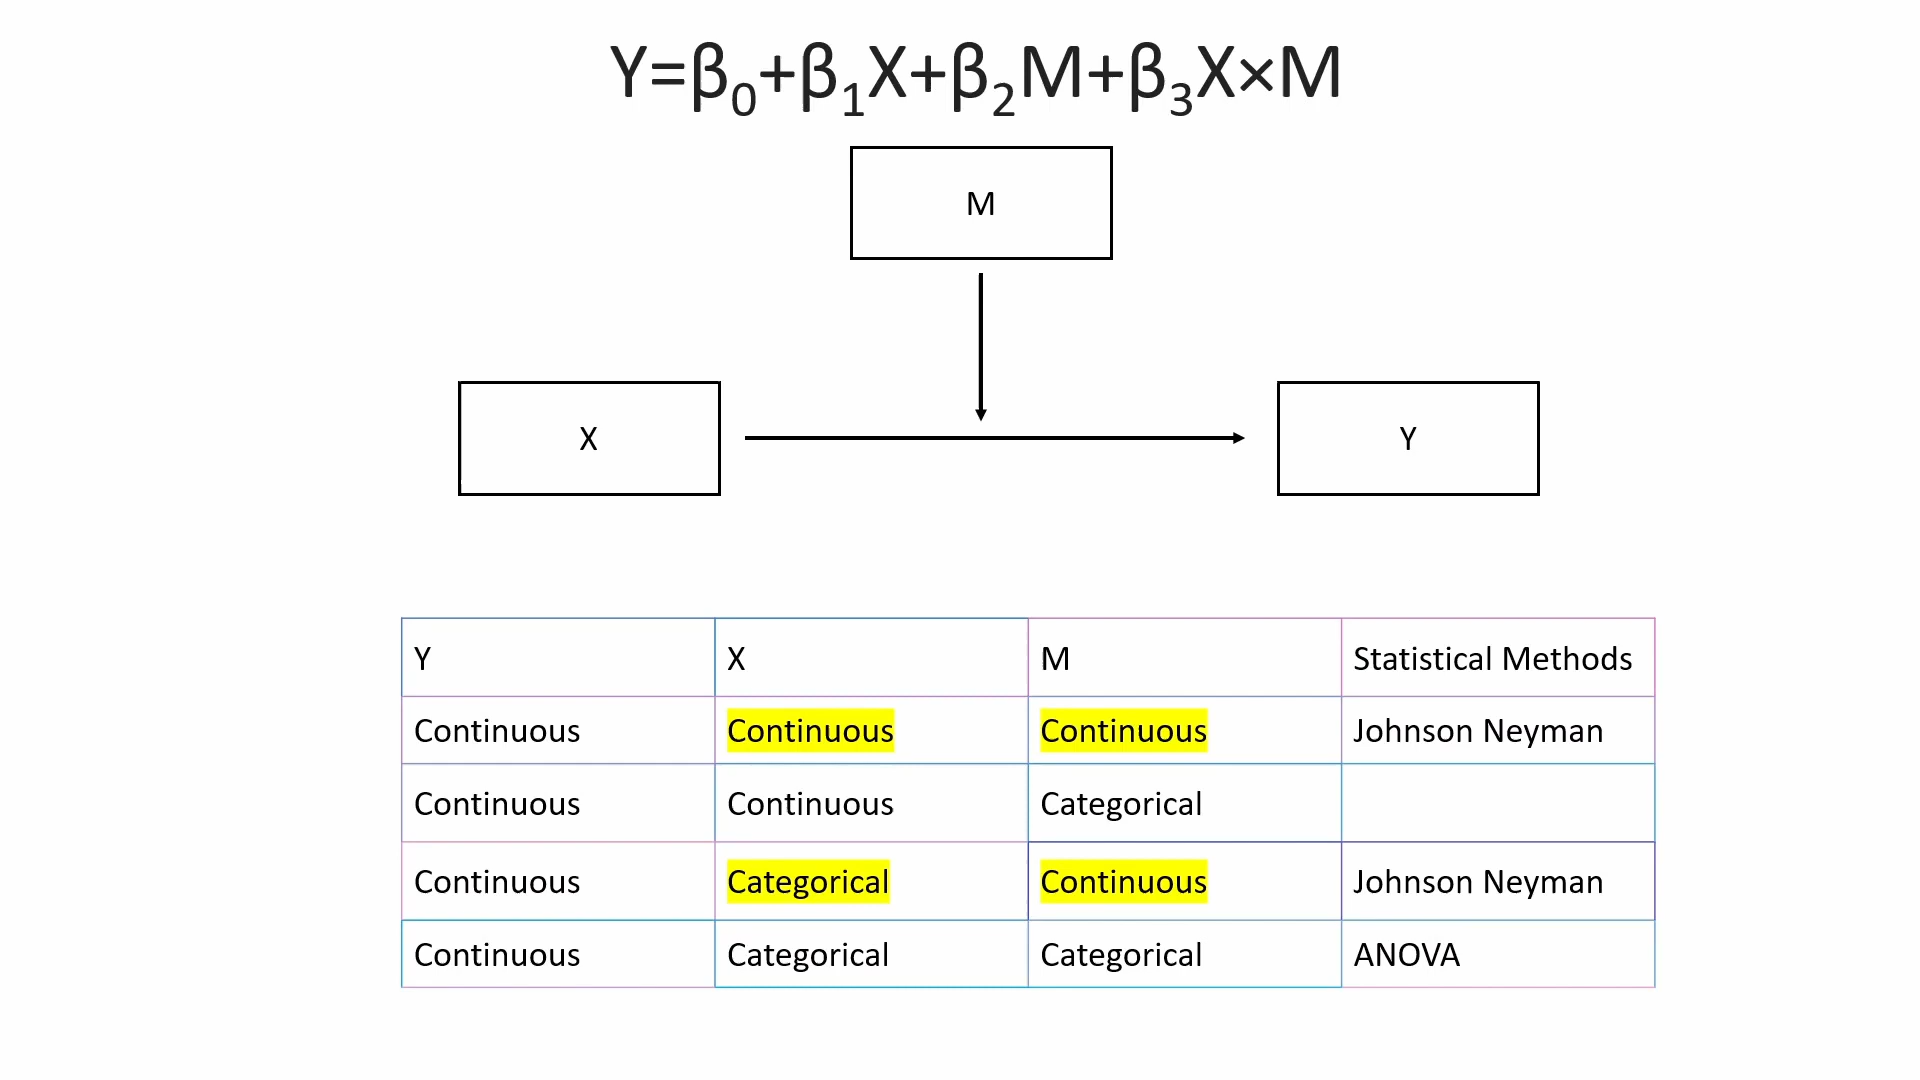 Y=β₀+β₁X+β₂M+β₃X×M
M
X
Y
Y X M Statistical Methods
Continuous Continuous Continuous Johnson Neyman
Continuous Continuous Categorical
Continuous Categorical Continuous Johnson Neyman
Continuous Categorical Categorical ANOVA